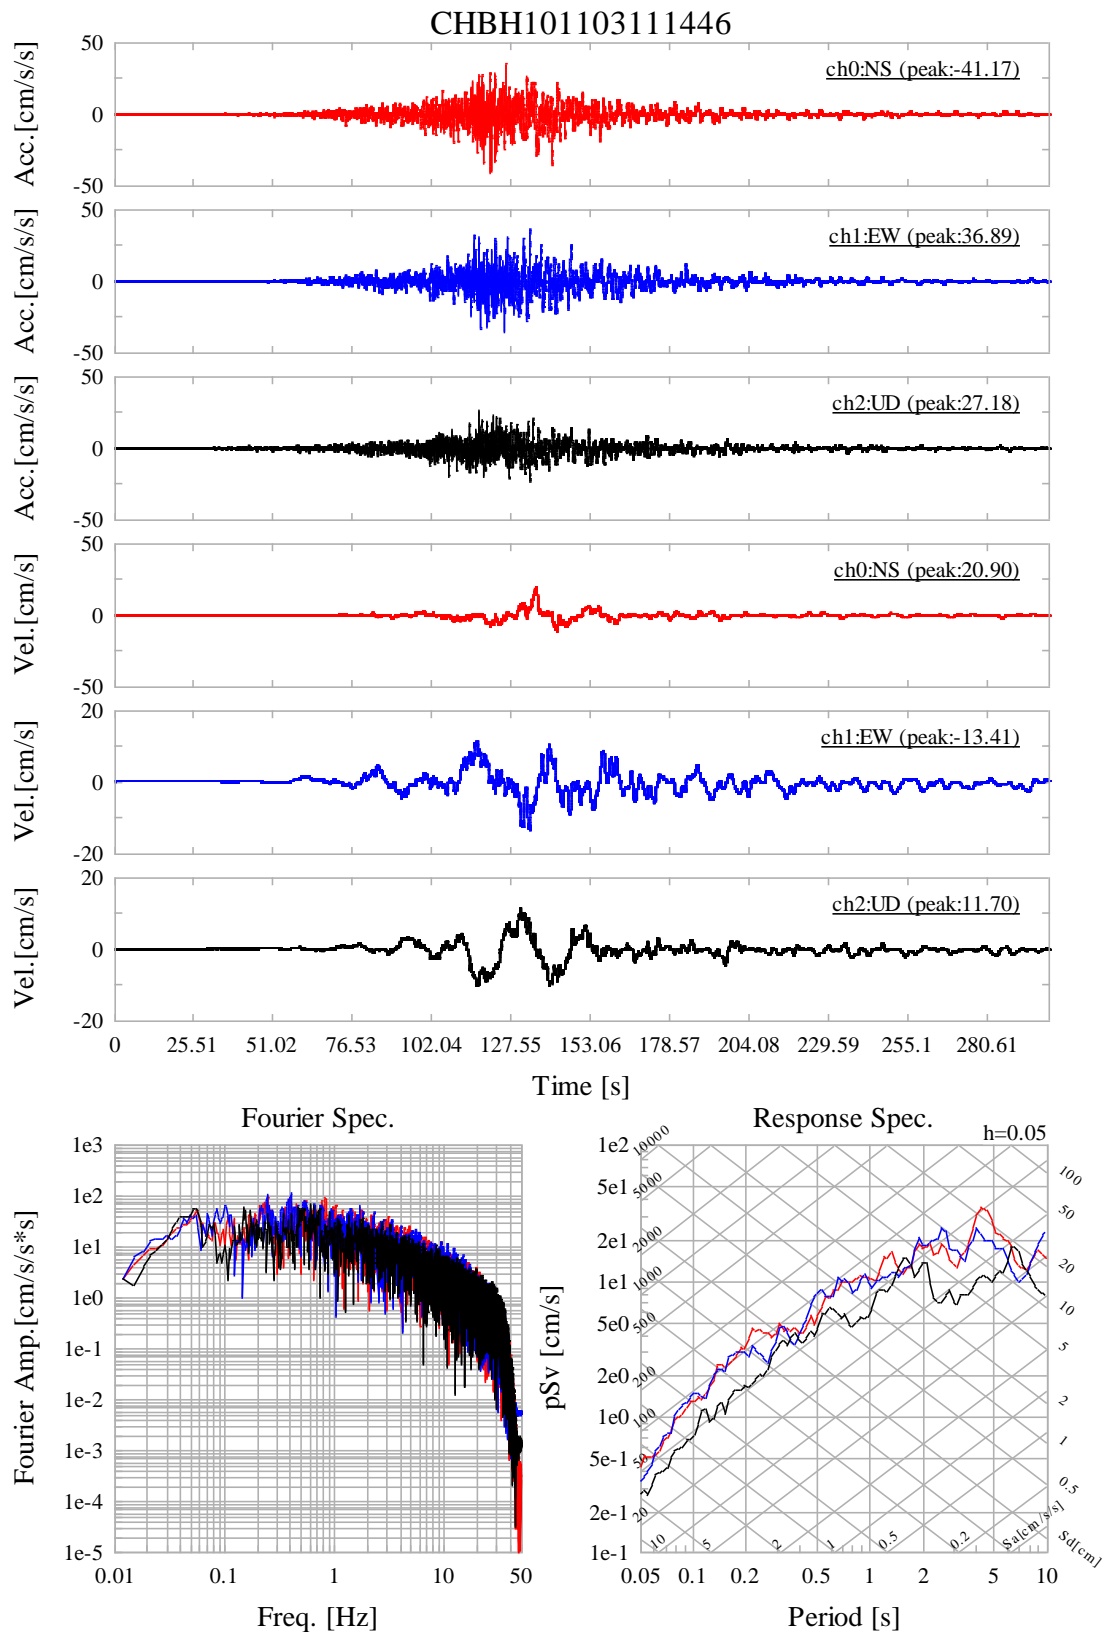 CHBH101103111446
50
0
-50
Acc.[cm/s/s]
ch0:NS (peak:-41.17)
50
0
-50
Acc.[cm/s/s]
ch1:EW (peak:36.89)
50
0
-50
Acc.[cm/s/s]
ch2:UD (peak:27.18)
50
0
-50
Vel.[cm/s]
ch0:NS (peak:20.90)
20
0
-20
Vel.[cm/s]
ch1:EW (peak:-13.41)
20
0
-20
Vel.[cm/s]
ch2:UD (peak:11.70)
0 25.51 51.02 76.53 102.04 127.55 153.06 178.57 204.08 229.59 255.1 280.61
Time [s]
Fourier Spec.
1e3
1e2
1e1
1e0
1e-1
1e-2
1e-3
1e-4
1e-5
Fourier Amp.[cm/s/s*s]
0.01 0.1 1 10 50
Freq. [Hz]
Response Spec.
h=0.05
1e2
5e1
2e1
1e1
5e0
2e0
1e0
5e-1
2e-1
1e-1
pSv [cm/s]
10000
5000
2000
1000
500
200
100
50
20
10 5 2 1 0.5 0.2 Sa[cm/s/s]
100
50
20
10
5
2
1
0.5
Sd[cm]
0.05 0.1 0.2 0.5 1 2 5 10
Period [s]